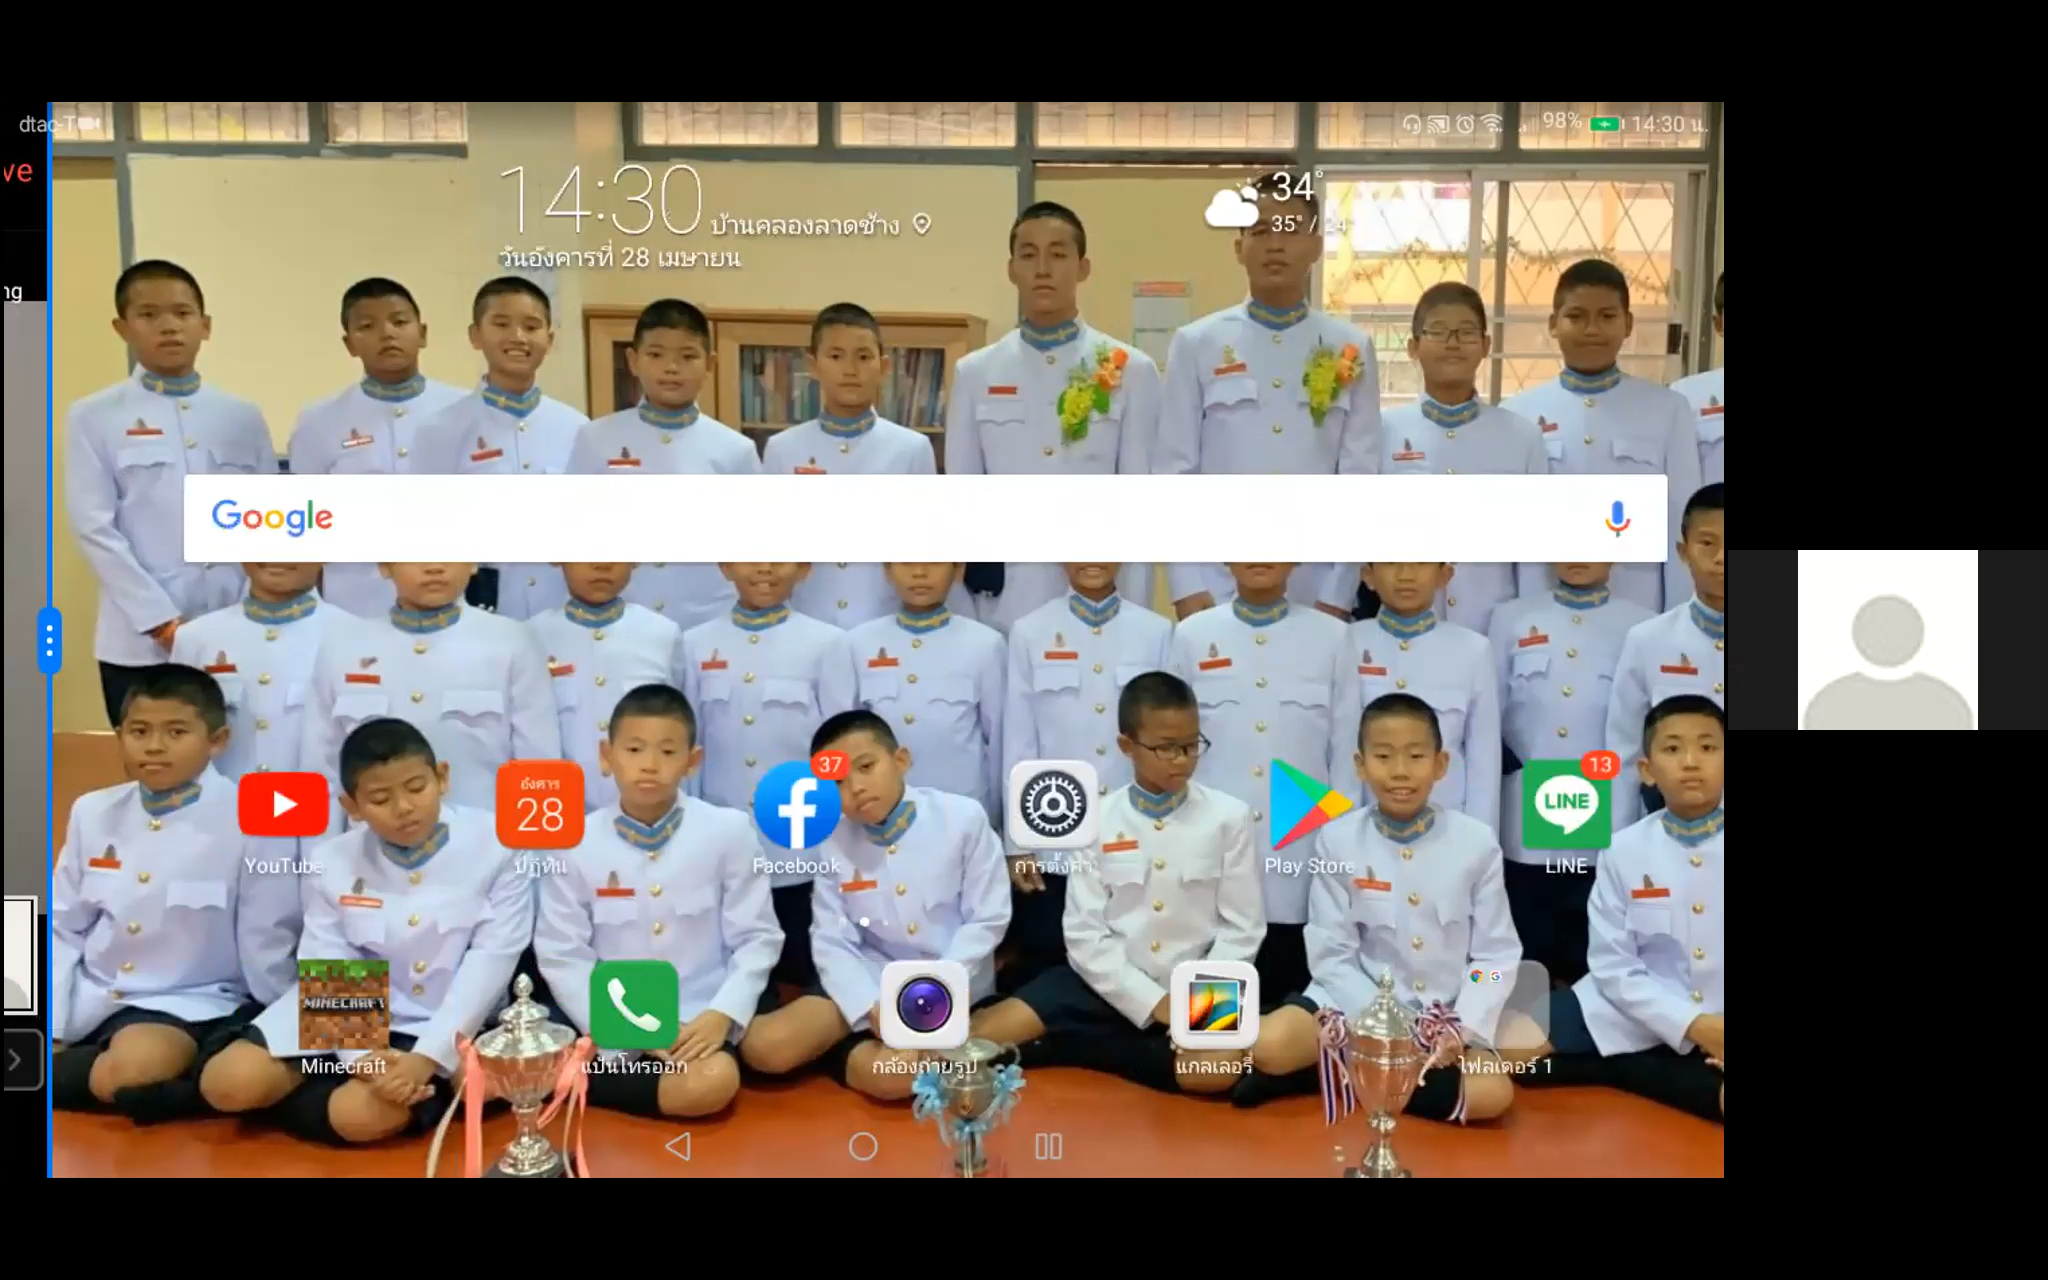 dtac-T
98%
14:30 น.
ve
14:30
บ้านคลองลาดช้าง
34°
35° / 24°
วันอังคารที่ 28 เมษายน
ng
Google
37
13
อังคาร
28
LINE
YouTube
ปฏิทิน
Facebook
การตั้งค่า
Play Store
LINE
MINECRAFT
Minecraft
แป้นโทรออก
กล้องถ่ายรูป
แกลเลอรี
โฟลเดอร์ 1